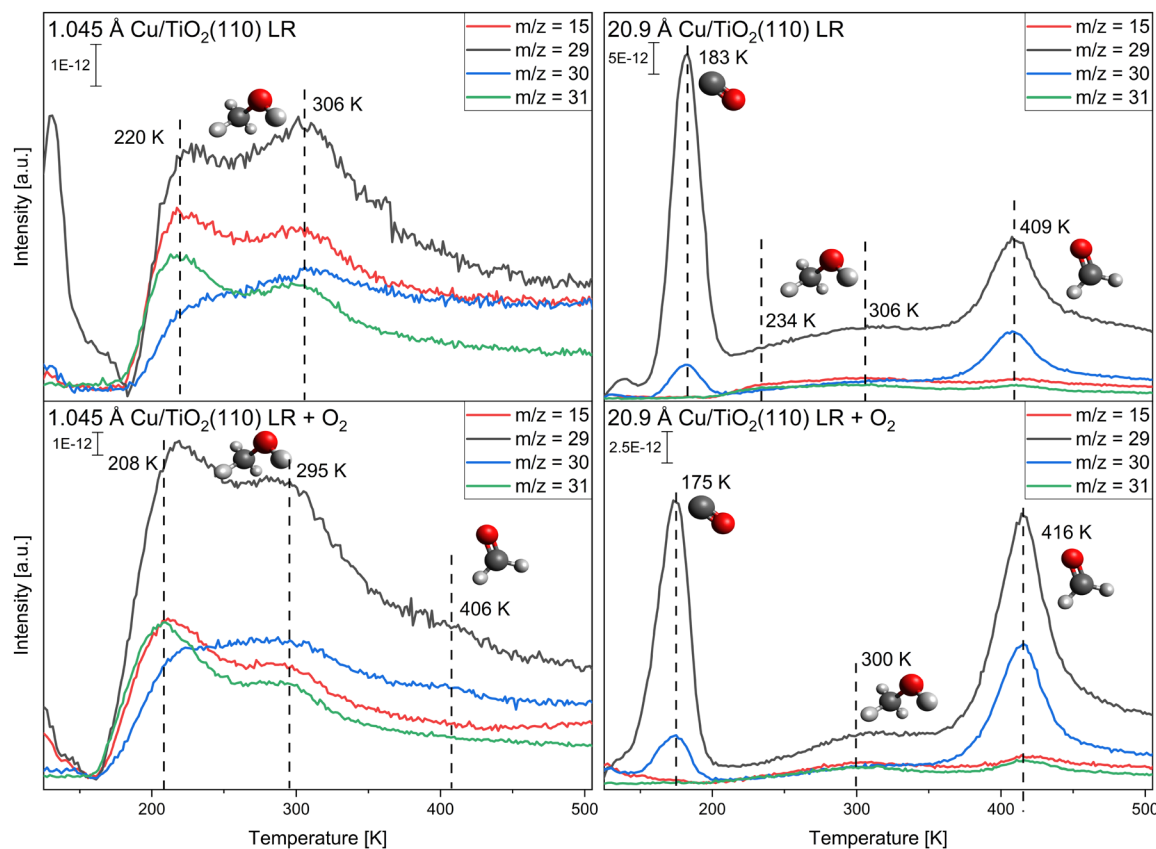 1.045 Å Cu/TiO₂(110) LR
1E-12
m/z = 15
m/z = 29
m/z = 30
m/z = 31
220 K
306 K
20.9 Å Cu/TiO₂(110) LR
5E-12
m/z = 15
m/z = 29
m/z = 30
m/z = 31
183 K
234 K
306 K
409 K
Intensity [a.u.]
1.045 Å Cu/TiO₂(110) LR + O₂
1E-12
m/z = 15
m/z = 29
m/z = 30
m/z = 31
208 K
295 K
406 K
20.9 Å Cu/TiO₂(110) LR + O₂
2.5E-12
m/z = 15
m/z = 29
m/z = 30
m/z = 31
175 K
300 K
416 K
Intensity [a.u.]
200 300 400 500
200 300 400 500
Temperature [K]
Temperature [K]